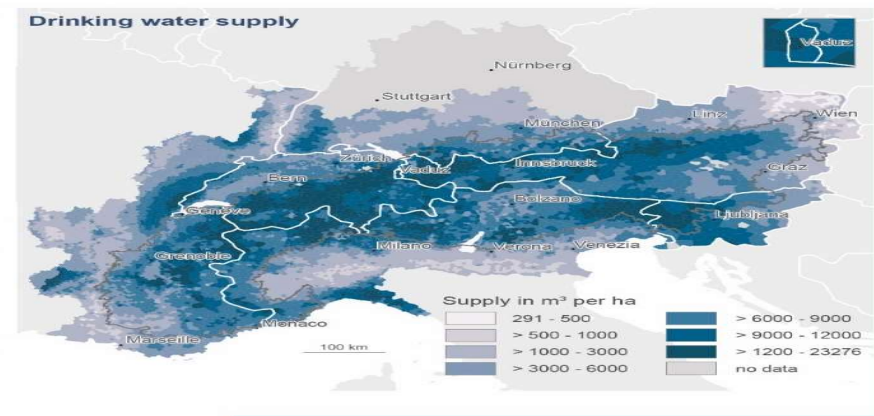 Drinking water supply
Vaduz
Nürnberg
Stuttgart
München
Linz
Wien
Zürich
Vaduz
Innsbruck
Bern
Graz
Bolzano
Genève
Ljubljana
Grenoble
Milano
Verona
Venezia
Monaco
Marseille
100 km
Supply in m³ per ha
291 - 500
> 500 - 1000
> 1000 - 3000
> 3000 - 6000
> 6000 - 9000
> 9000 - 12000
> 1200 - 23276
no data